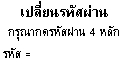 เปลี่ยนรหัสผ่าน
กรุณากดรหัสผ่าน 4 หลัก
รหัส =